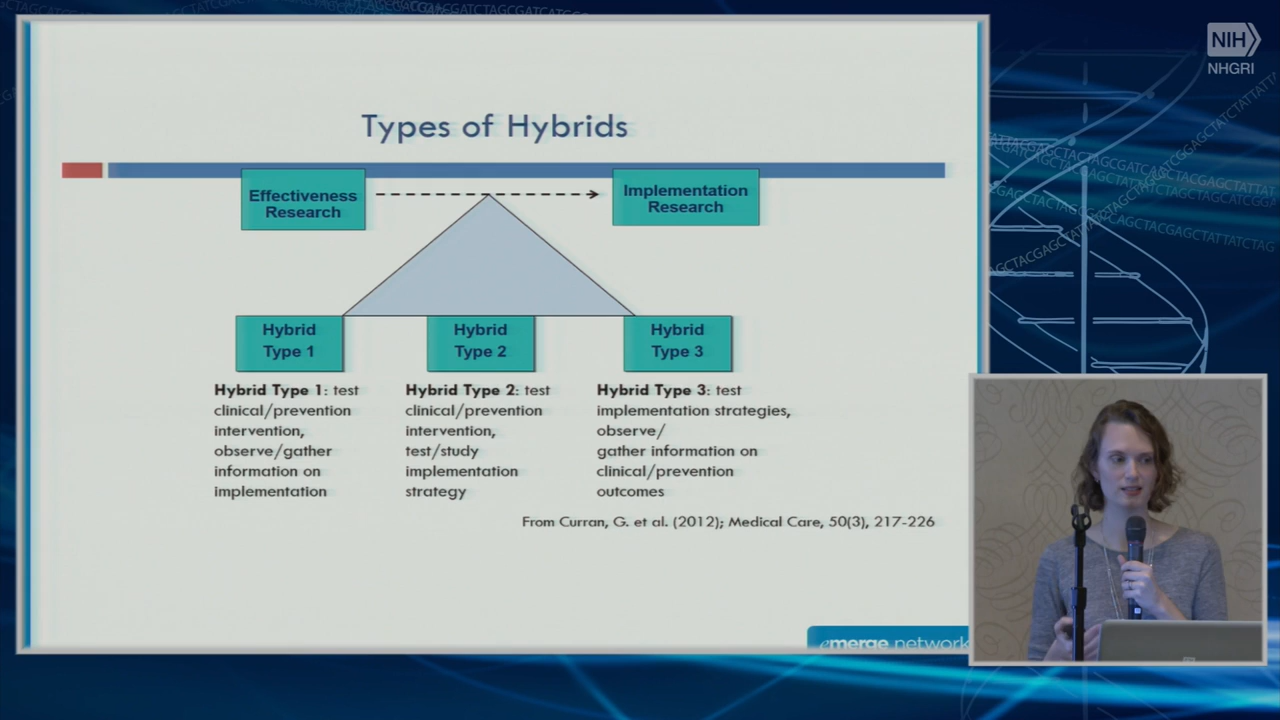 NIH
NHGRI
Types of Hybrids
Effectiveness
Research
Implementation
Research
Hybrid
Type 1
Hybrid
Type 2
Hybrid
Type 3
Hybrid Type 1: test
clinical/prevention
intervention,
observe/gather
information on
implementation
Hybrid Type 2: test
clinical/prevention
intervention,
test/study
implementation
strategy
Hybrid Type 3: test
implementation strategies,
observe/
gather information on
clinical/prevention
outcomes
From Curran, G. et al. (2012); Medical Care, 50(3), 217-226
emerge network